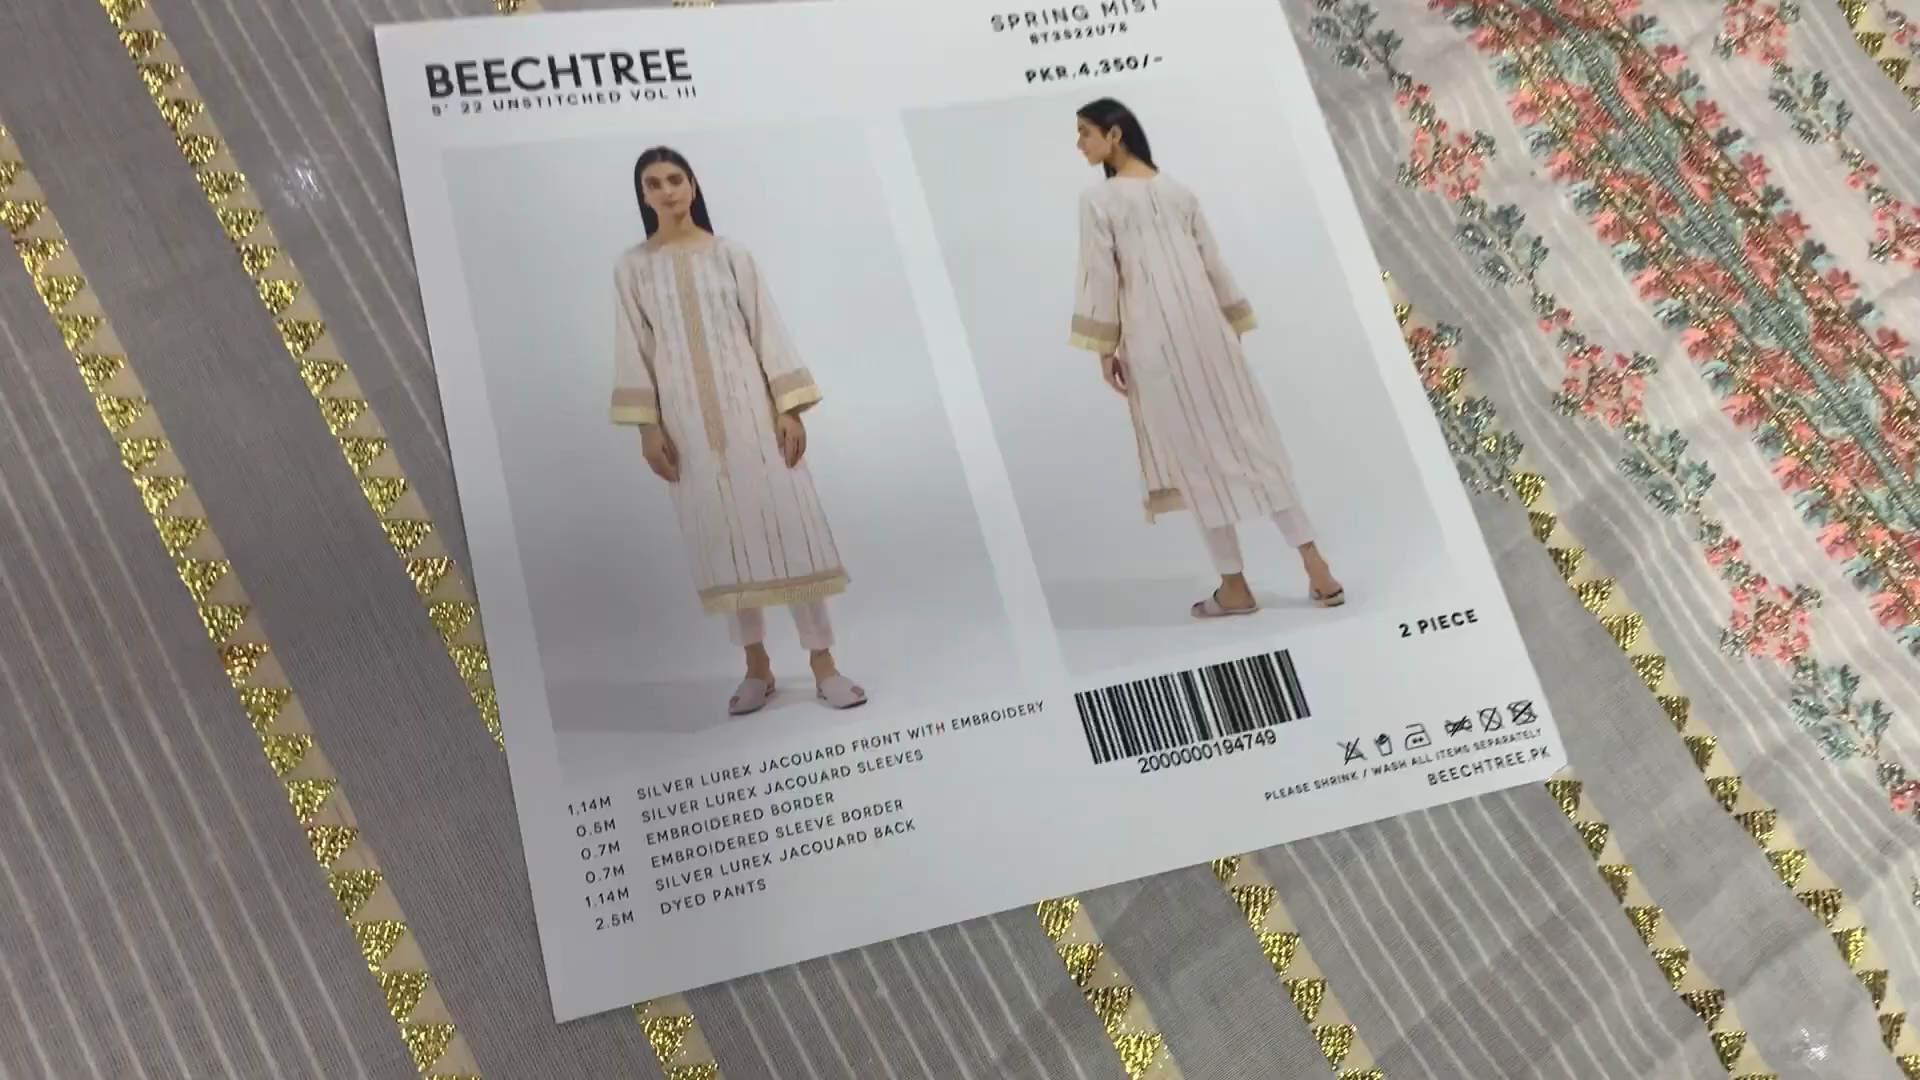 BEECHTREE
S' 22 UNSTITCHED VOL III
SPRING MIST
BT3S22U78
PKR.4,350/-
2 PIECE
1.14M SILVER LUREX JACQUARD FRONT WITH EMBROIDERY
0.5M SILVER LUREX JACQUARD SLEEVES
0.7M EMBROIDERED BORDER
0.7M EMBROIDERED SLEEVE BORDER
1.14M SILVER LUREX JACQUARD BACK
2.5M DYED PANTS
2000000194749
PLEASE SHRINK / WASH ALL ITEMS SEPARATELY
BEECHTREE.PK